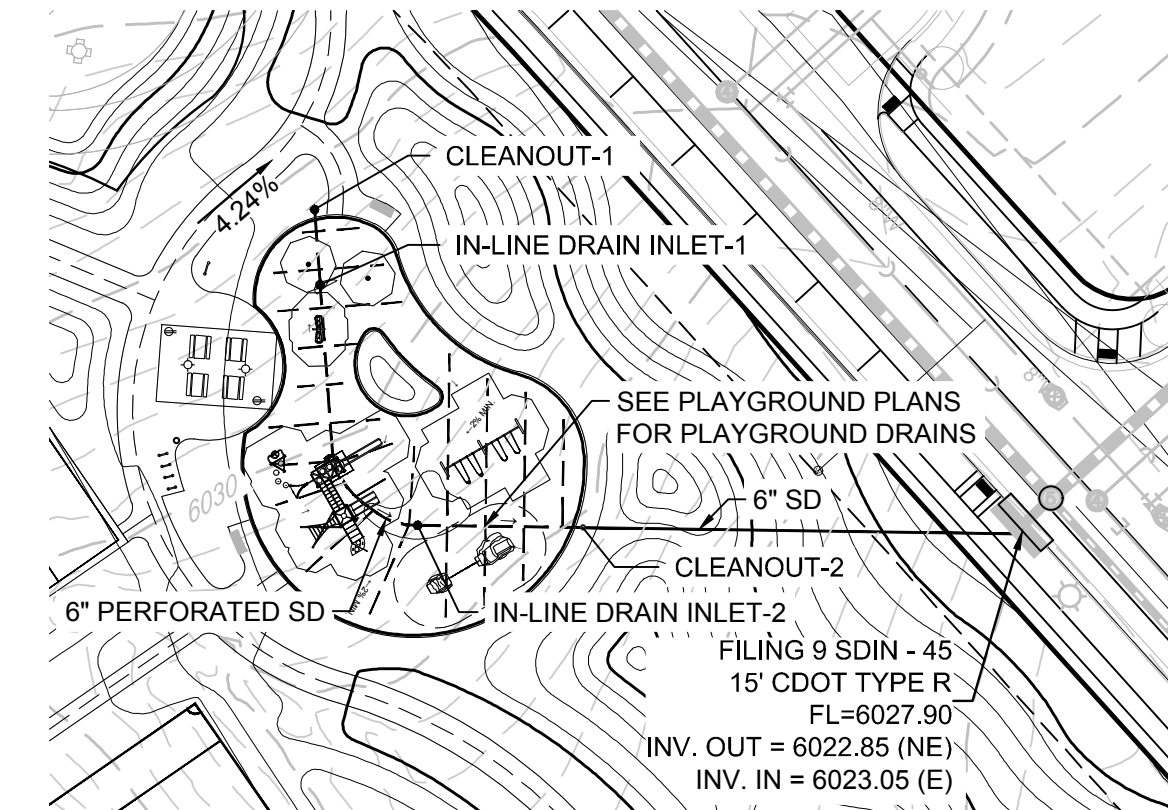 4.24%
CLEANOUT-1
IN-LINE DRAIN INLET-1
SEE PLAYGROUND PLANS
FOR PLAYGROUND DRAINS
6030
6" SD
CLEANOUT-2
6" PERFORATED SD
IN-LINE DRAIN INLET-2
FILING 9 SDIN - 45
15' CDOT TYPE R
FL=6027.90
INV. OUT = 6022.85 (NE)
INV. IN = 6023.05 (E)